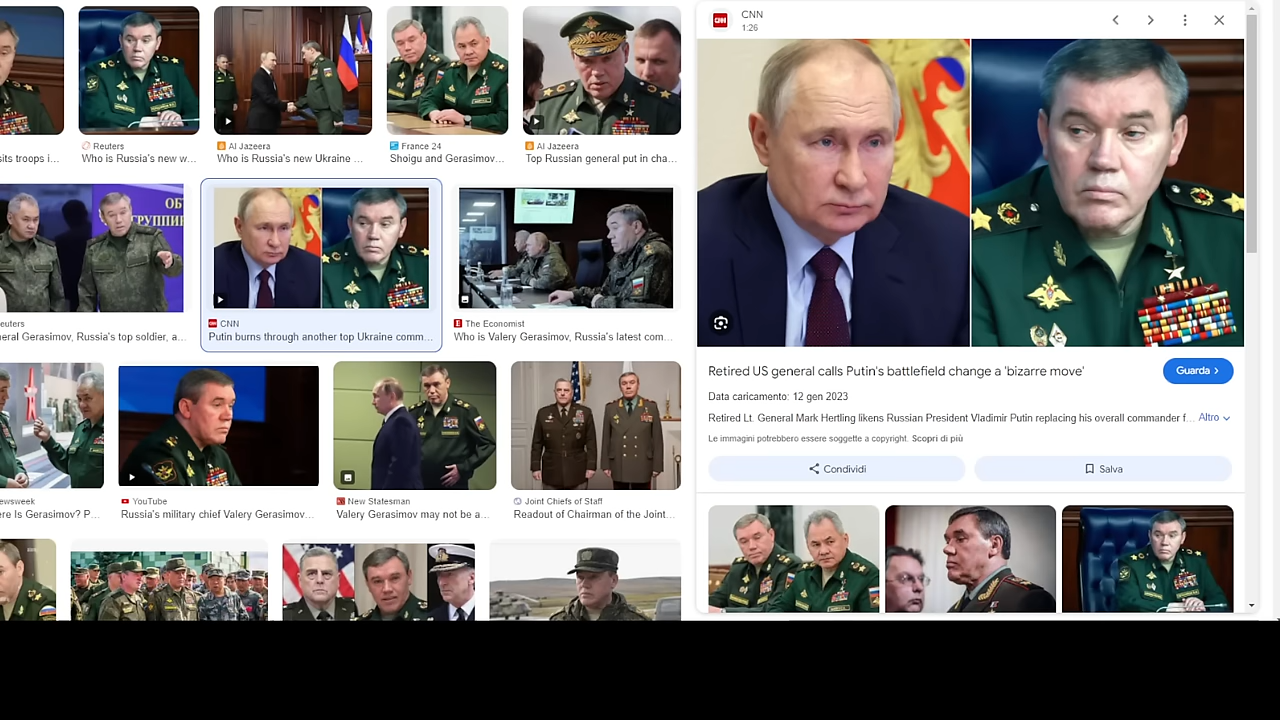 sits troops i...
Reuters
Who is Russia's new w...
Al Jazeera
Who is Russia's new Ukraine ...
France 24
Shoigu and Gerasimov...
Al Jazeera
Top Russian general put in cha...
ОБ
ГРУППИ
euters
neral Gerasimov, Russia's top soldier, a...
CNN
Putin burns through another top Ukraine comm...
The Economist
Who is Valery Gerasimov, Russia's latest com...
ewsweek
ere Is Gerasimov? P...
YouTube
Russia's military chief Valery Gerasimov...
New Statesman
Valery Gerasimov may not be a...
Joint Chiefs of Staff
Readout of Chairman of the Joint...
CNN
CNN
1:26
Retired US general calls Putin's battlefield change a 'bizarre move'
Guarda
Data caricamento: 12 gen 2023
Retired Lt. General Mark Hertling likens Russian President Vladimir Putin replacing his overall commander f... Altro
Le immagini potrebbero essere soggette a copyright. Scopri di più
Condividi
Salva